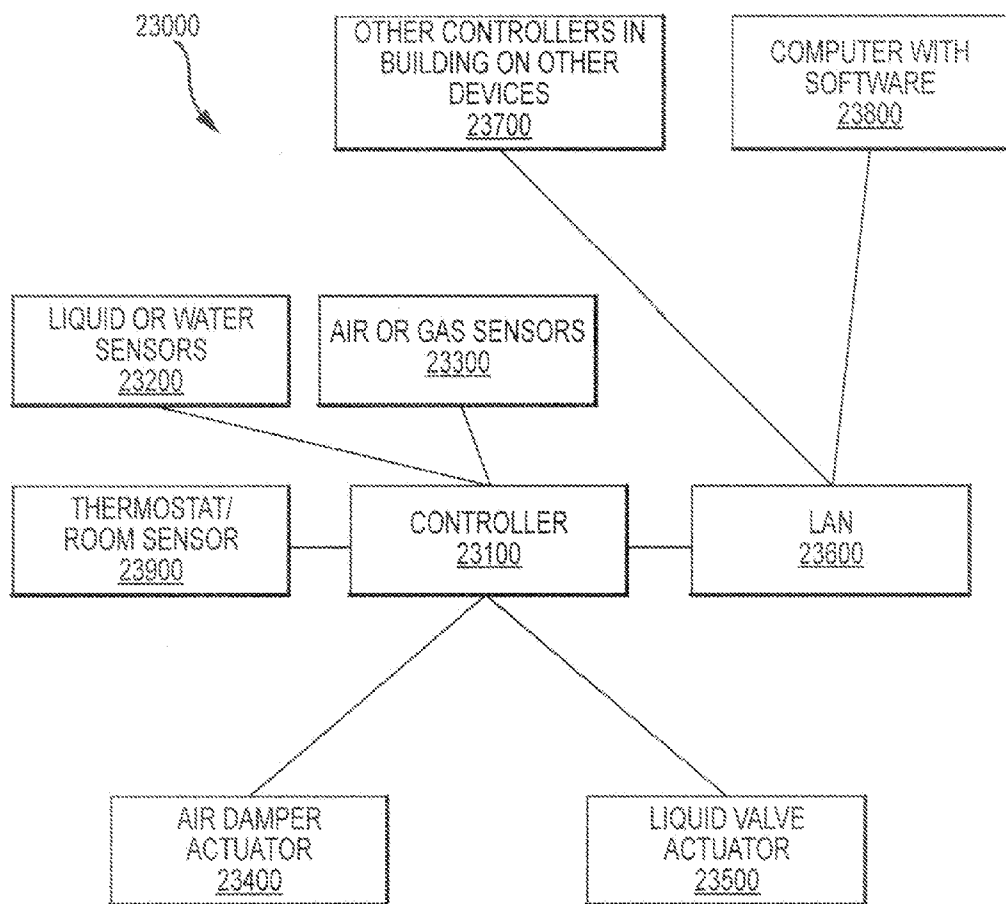 23000
OTHER CONTROLLERS IN
BUILDING ON OTHER
DEVICES
23700
COMPUTER WITH
SOFTWARE
23800
LIQUID OR WATER
SENSORS
23200
AIR OR GAS SENSORS
23300
THERMOSTAT/
ROOM SENSOR
23900
CONTROLLER
23100
LAN
23600
AIR DAMPER
ACTUATOR
23400
LIQUID VALVE
ACTUATOR
23500